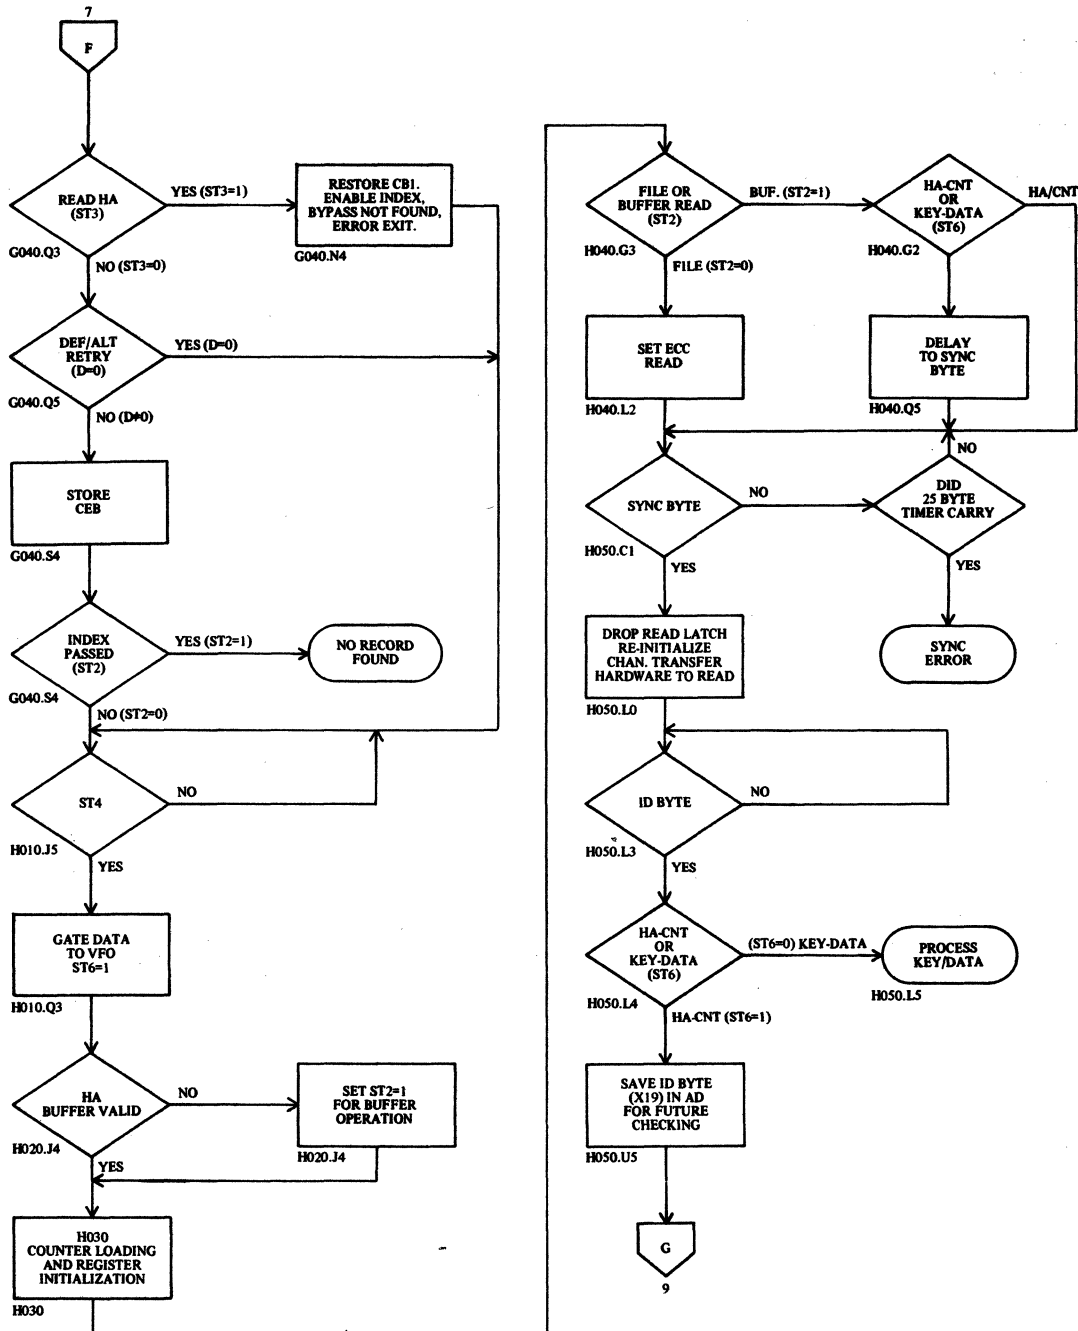 7
F
READ HA
(ST3)
YES (ST3=1)
G040.Q3
NO (ST3=0)
RESTORE CB1.
ENABLE INDEX,
BYPASS NOT FOUND,
ERROR EXIT.
G040.N4
DEF/ALT
RETRY
(D=0)
YES (D=0)
G040.Q5
NO (D≠0)
STORE
CEB
G040.S4
INDEX
PASSED
(ST2)
YES (ST2=1)
NO RECORD
FOUND
G040.S4
NO (ST2=0)
ST4
NO
H010.J5
YES
GATE DATA
TO VFO
ST6=1
H010.Q3
HA
BUFFER VALID
NO
H020.J4
YES
SET ST2=1
FOR BUFFER
OPERATION
H020.J4
H030
COUNTER LOADING
AND REGISTER
INITIALIZATION
H030
FILE OR
BUFFER READ
(ST2)
BUF. (ST2=1)
H040.G3
FILE (ST2=0)
HA-CNT
OR
KEY-DATA
(ST6)
HA/CNT
H040.G2
SET ECC
READ
H040.L2
DELAY
TO SYNC
BYTE
H040.Q5
SYNC BYTE
NO
H050.C1
YES
NO
DID
25 BYTE
TIMER CARRY
YES
SYNC
ERROR
DROP READ LATCH
RE-INITIALIZE
CHAN. TRANSFER
HARDWARE TO READ
H050.L0
ID BYTE
NO
H050.L3
YES
HA-CNT
OR
KEY-DATA
(ST6)
(ST6=0) KEY-DATA
PROCESS
KEY/DATA
H050.L5
H050.L4
HA-CNT (ST6=1)
SAVE ID BYTE
(X19) IN AD
FOR FUTURE
CHECKING
H050.U5
G
9